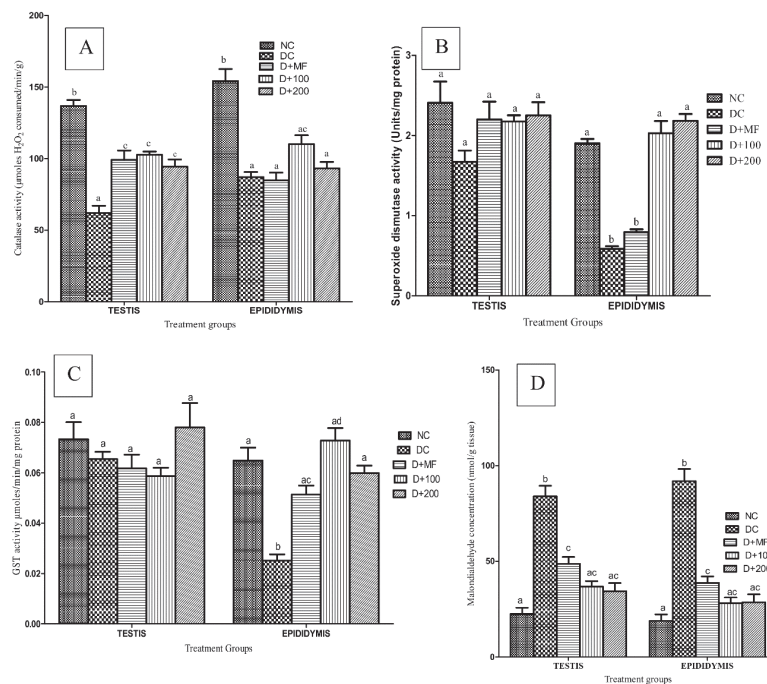 A
Catalase activity (µmoles H2O2 consumed/min/g)
150
100
50
0
b
a
c
c
c
b
a
a
ac
a
NC
DC
D+MF
D+100
D+200
TESTIS
EPIDIDYMIS
Treatment groups
B
Superoxide dismutase activity (Units/mg protein)
3
2
1
0
a
a
a
a
a
a
b
b
a
a
NC
DC
D+MF
D+100
D+200
TESTIS
EPIDIDYMIS
Treatment Groups
C
GST activity µmoles/min/mg protein
0.10
0.08
0.06
0.04
0.02
0.00
a
a
a
a
a
a
b
ac
ad
a
NC
DC
D+MF
D+100
D+200
TESTIS
EPIDIDYMIS
Treatment Groups
D
Malondialdehyde concentration (nmol/g tissue)
150
100
50
0
a
b
c
ac
ac
a
b
c
ac
ac
NC
DC
D+MF
D+100
D+200
TESTIS
EPIDIDYMIS
Treatment groups